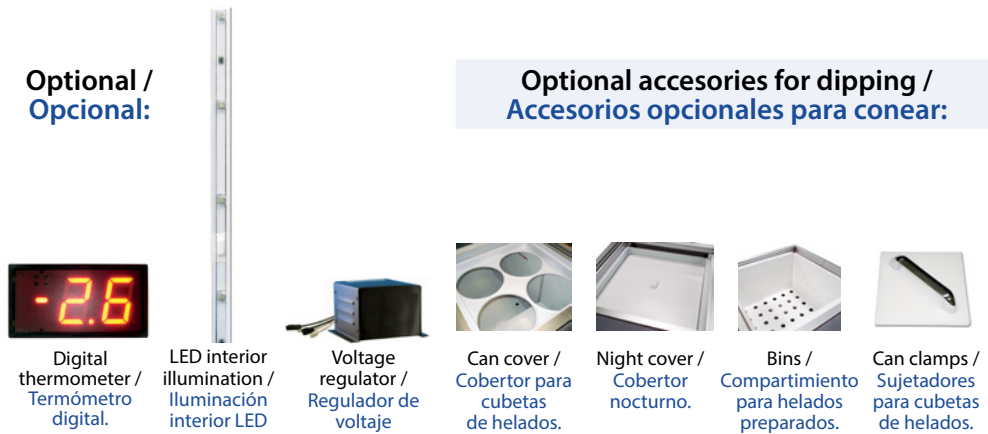 Optional /
Opcional:
Optional accesories for dipping /
Accesorios opcionales para conear:
-2.6
Digital
thermometer /
Termómetro
digital.
LED interior
illumination /
Iluminación
interior LED
Voltage
regulator /
Regulador de
voltaje
Can cover /
Cobertor para
cubetas
de helados.
Night cover /
Cobertor
nocturno.
Bins /
Compartimiento
para helados
preparados.
Can clamps /
Sujetadores
para cubetas
de helados.